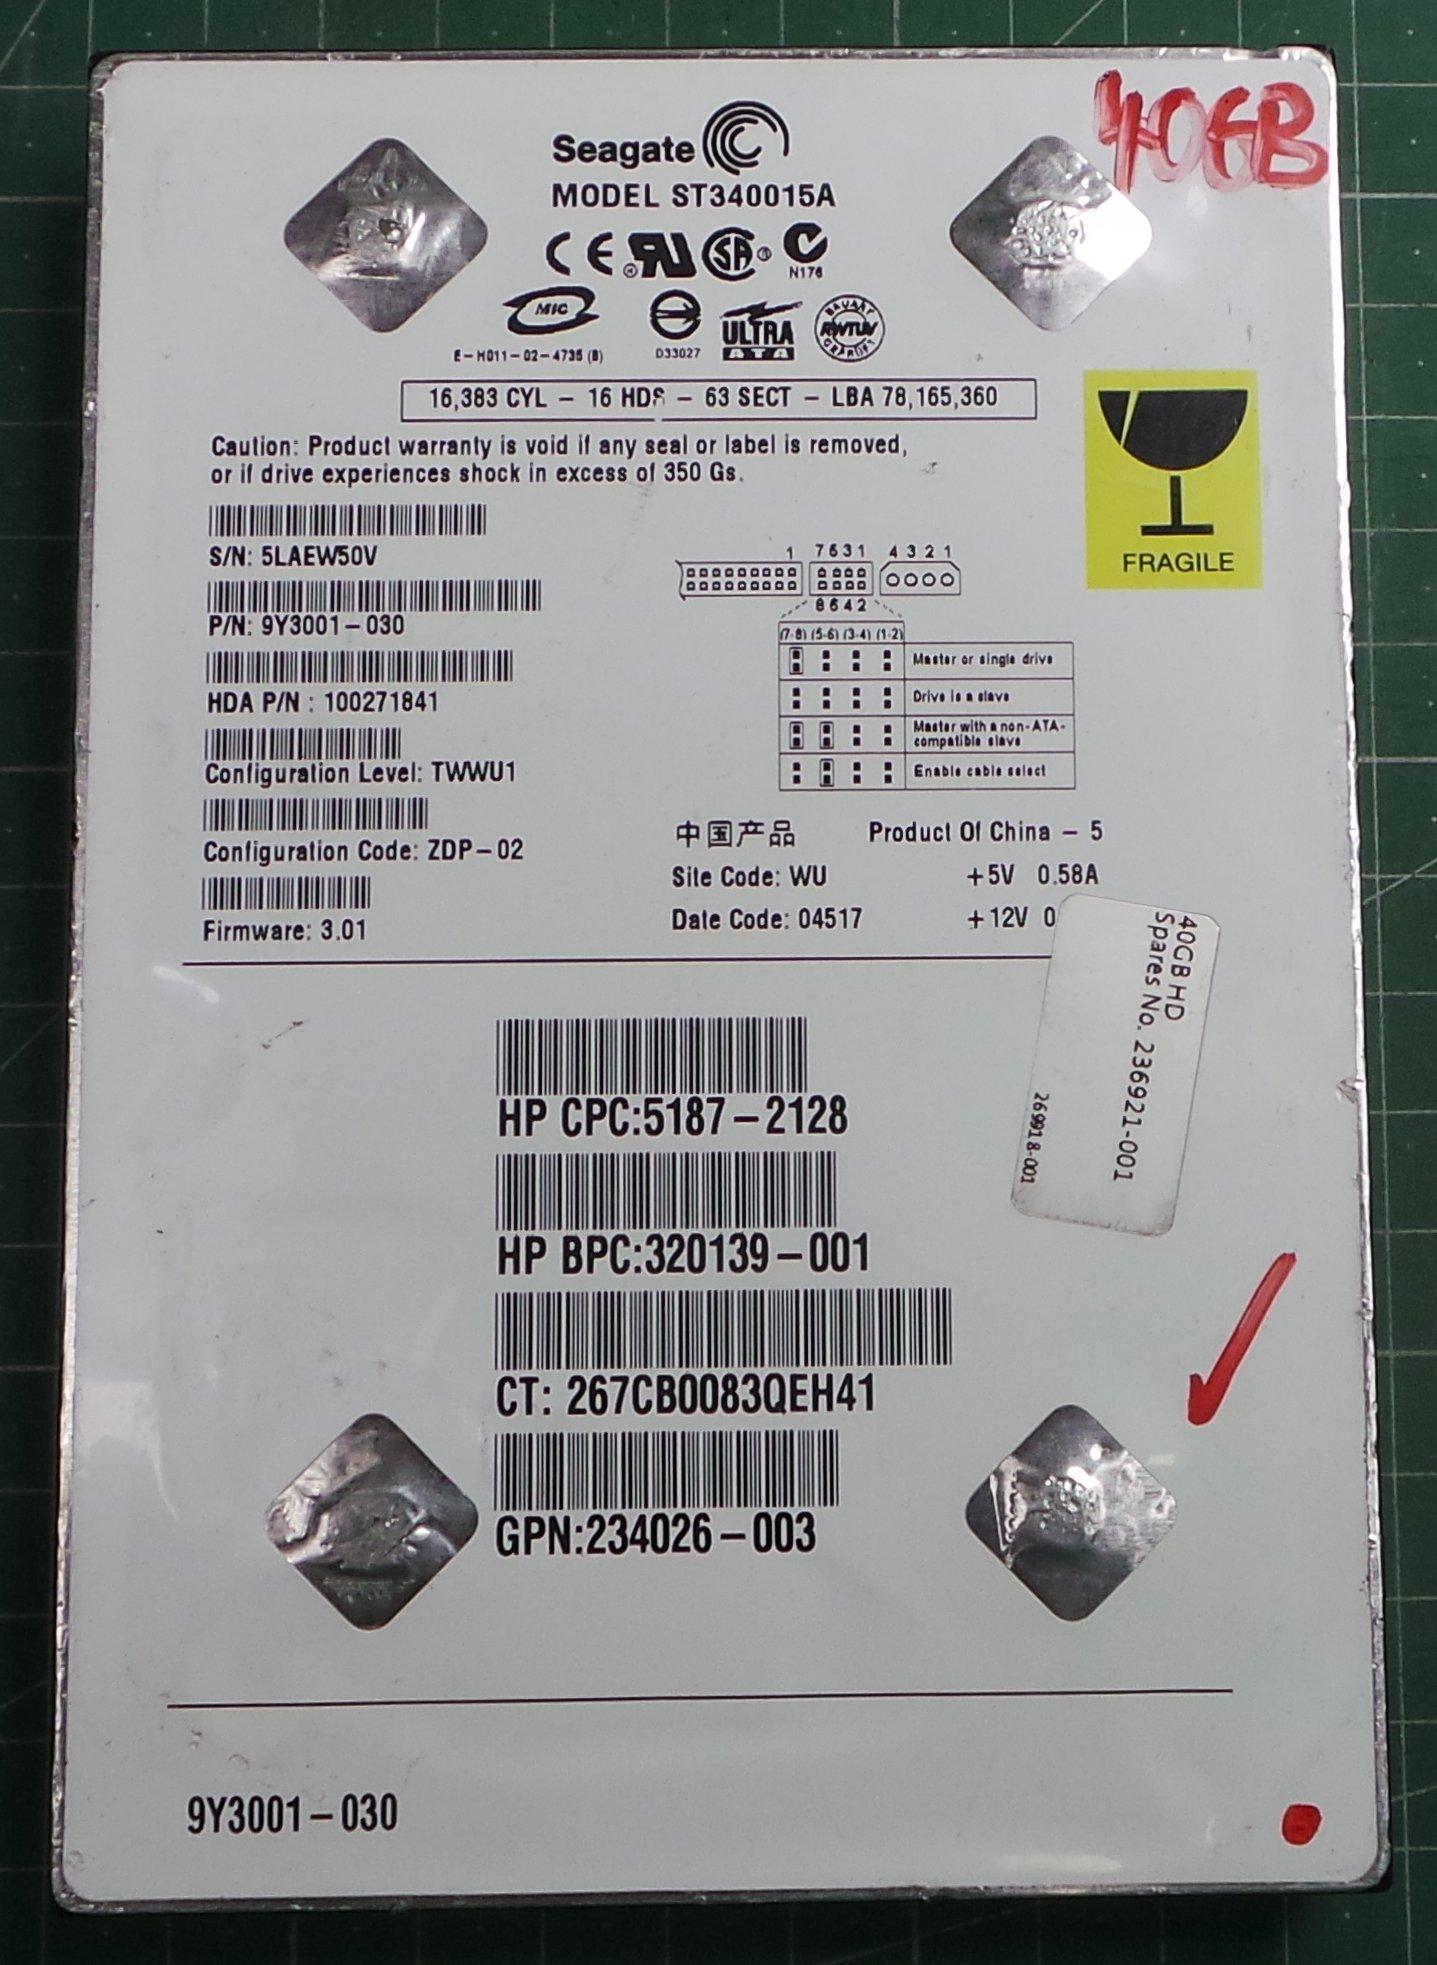 40GB
Seagate
MODEL ST340015A
CE ® RU SA ® N176
MIC
E-H011-02-4735 (B)
D33027
ULTRA
ATA
BAUART
RWTUV
16,383 CYL – 16 HDS – 63 SECT – LBA 78,165,360
Caution: Product warranty is void if any seal or label is removed,
or if drive experiences shock in excess of 350 Gs.
FRAGILE
S/N: 5LAEW50V
P/N: 9Y3001-030
HDA P/N : 100271841
Configuration Level: TWWU1
Configuration Code: ZDP-02
Firmware: 3.01
1 7531 4321
8642
(7-8) (5-6) (3-4) (1-2)
Master or single drive
Drive is a slave
Master with a non-ATA-
compatible slave
Enable cable select
中国产品 Product Of China – 5
Site Code: WU +5V 0.58A
Date Code: 04517 +12V 0
40GB HD
Spares No. 236921-001
269918-001
HP CPC:5187-2128
HP BPC:320139-001
CT: 267CB0083QEH41
GPN:234026-003
9Y3001-030